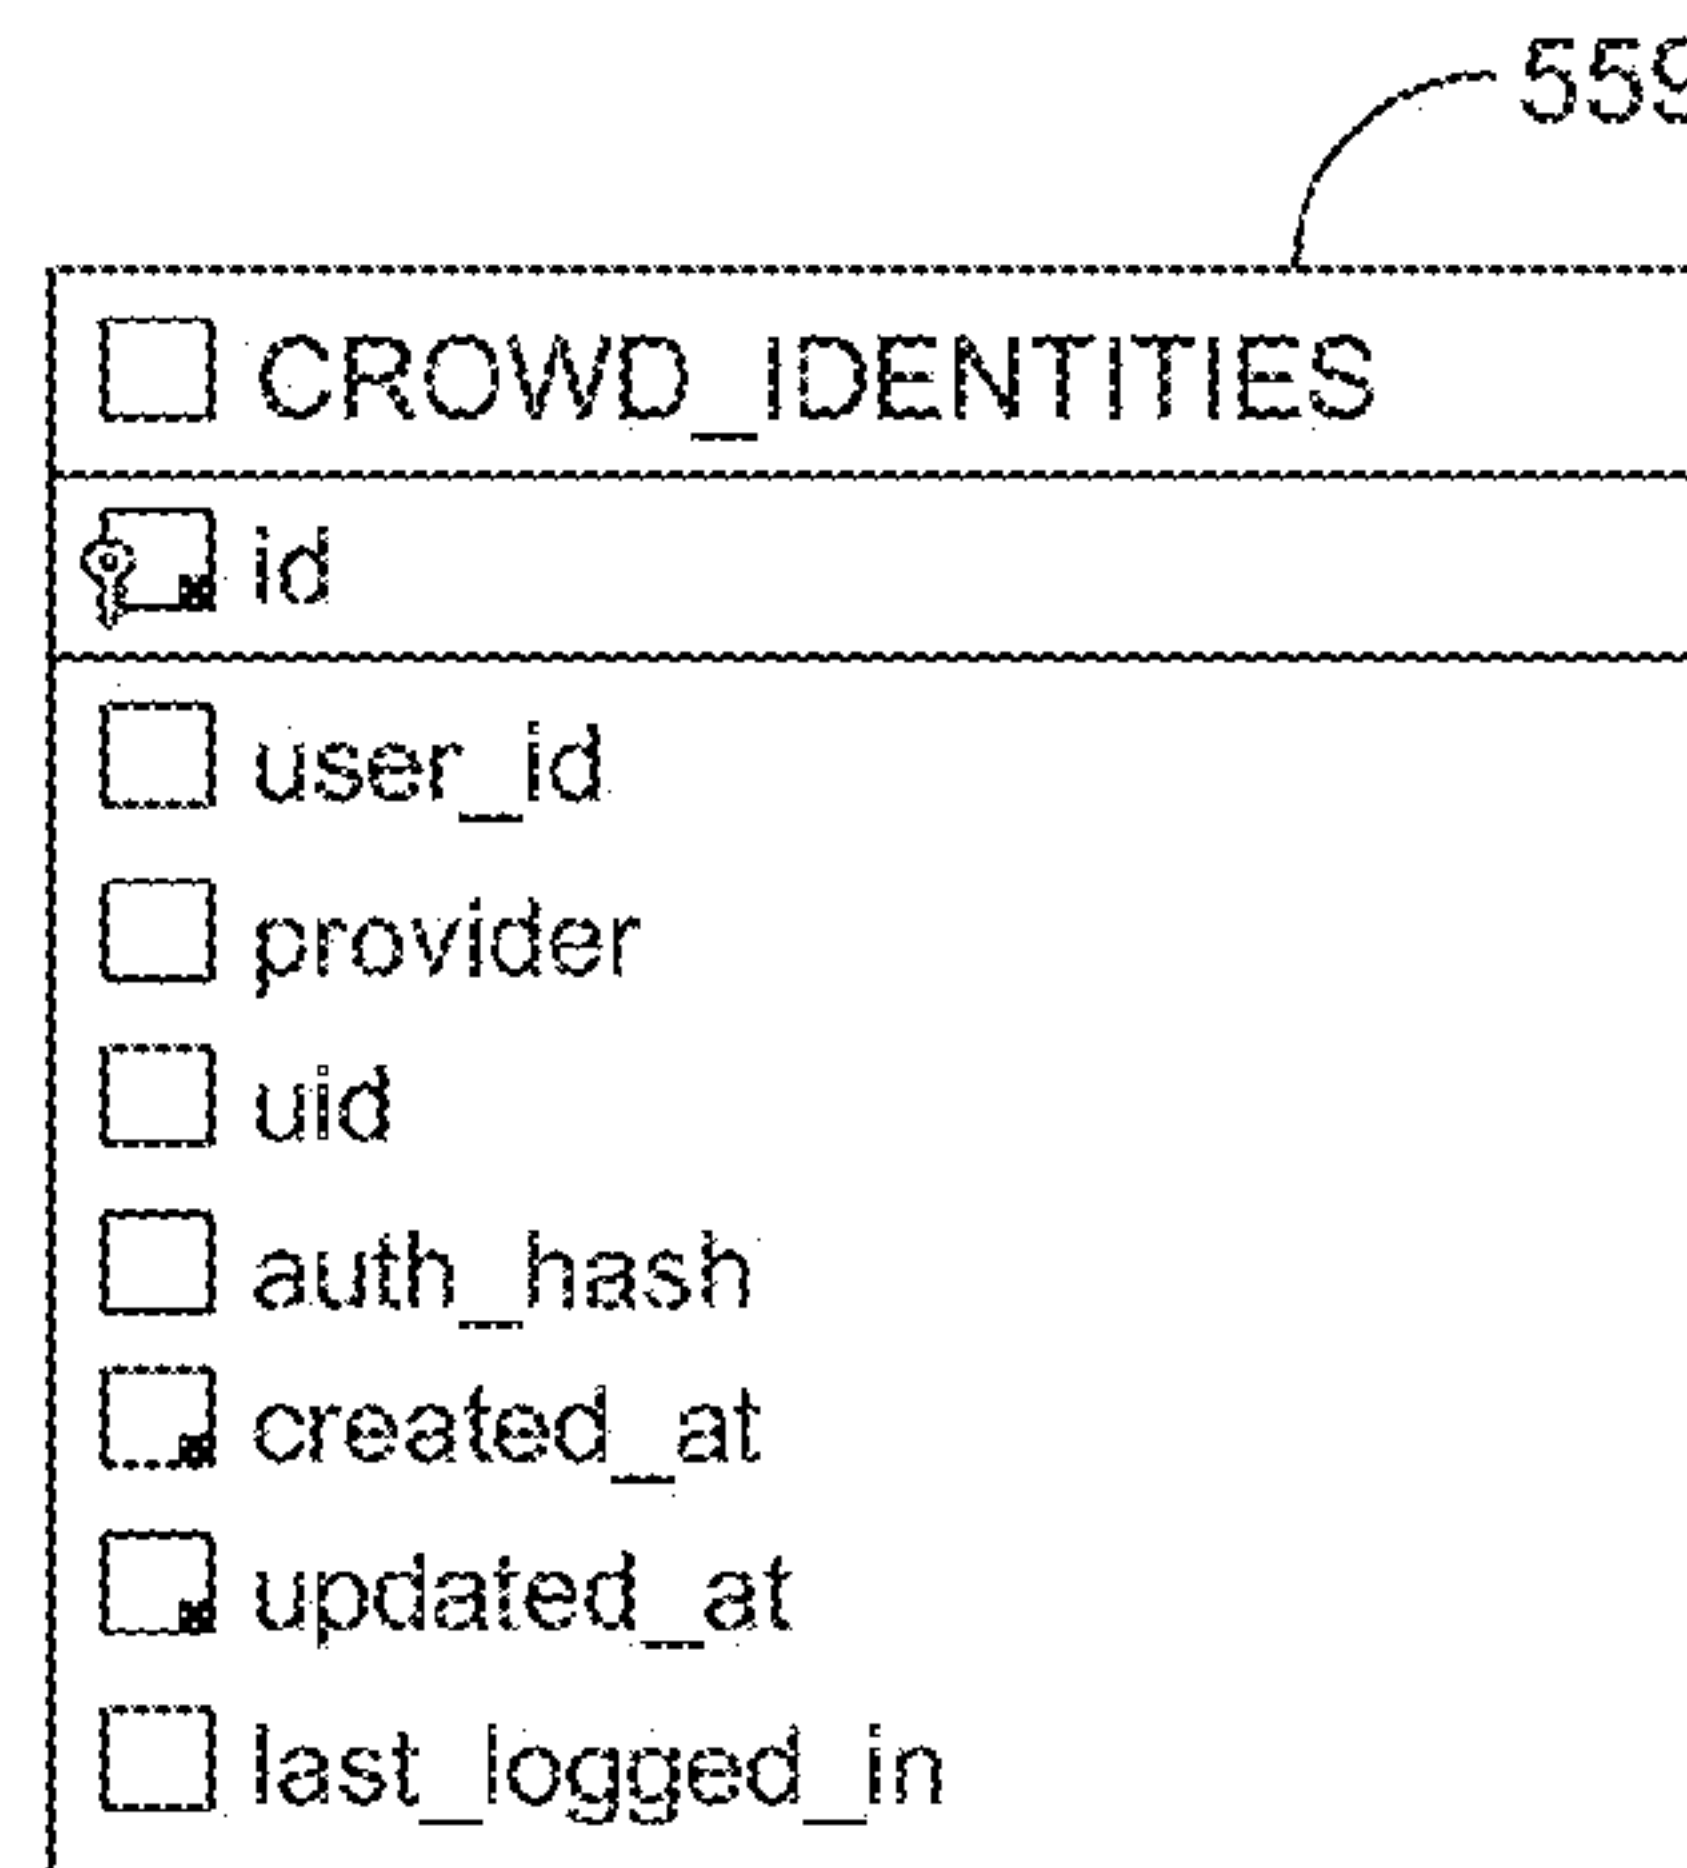 559
CROWD_IDENTITIES
id
user_id
provider
uid
auth_hash
created_at
updated_at
last_logged_in